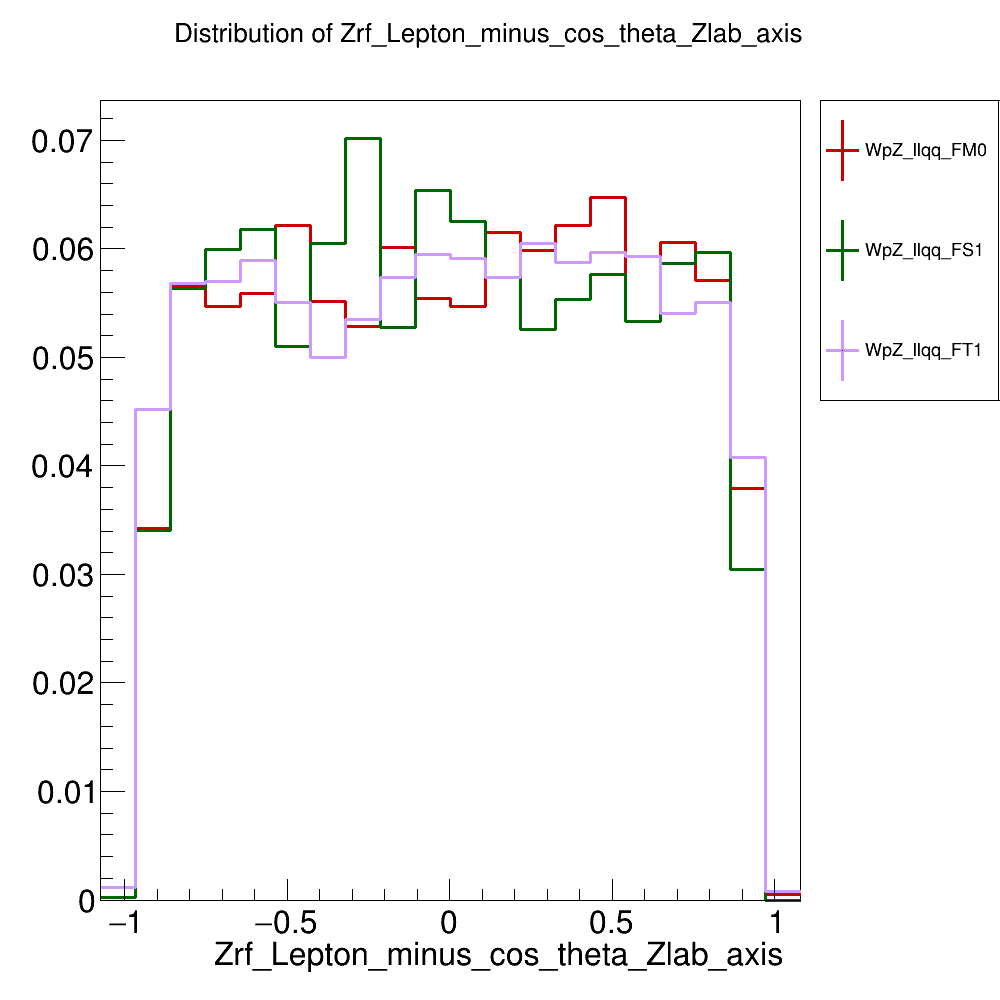 Distribution of Zrf_Lepton_minus_cos_theta_Zlab_axis
0.07
0.06
0.05
0.04
0.03
0.02
0.01
0
−1
−0.5
0
0.5
1
Zrf_Lepton_minus_cos_theta_Zlab_axis
WpZ_llqq_FM0
WpZ_llqq_FS1
WpZ_llqq_FT1